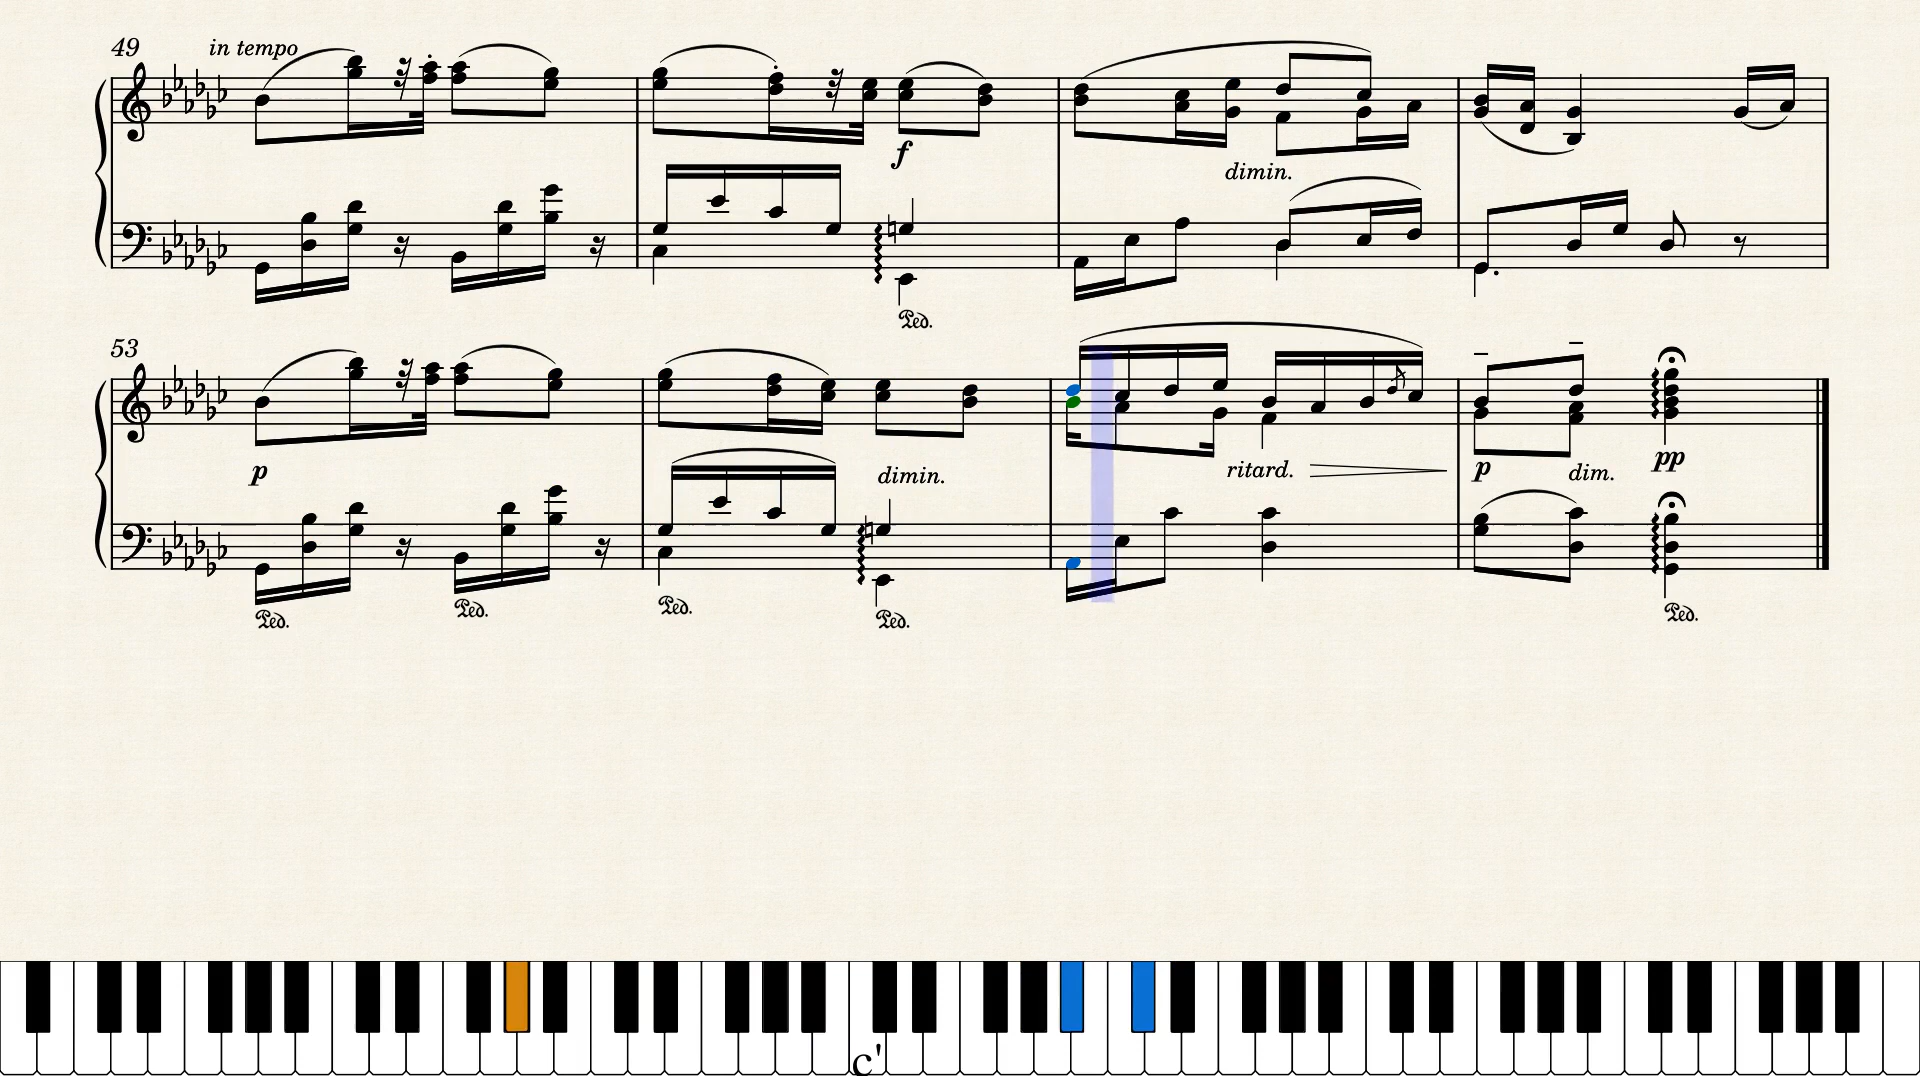 49 in tempo
f
dimin.
Ped.
53
p
dimin.
ritard.
p
dim.
pp
Ped.
Ped.
Ped.
Ped.
Ped.
c'